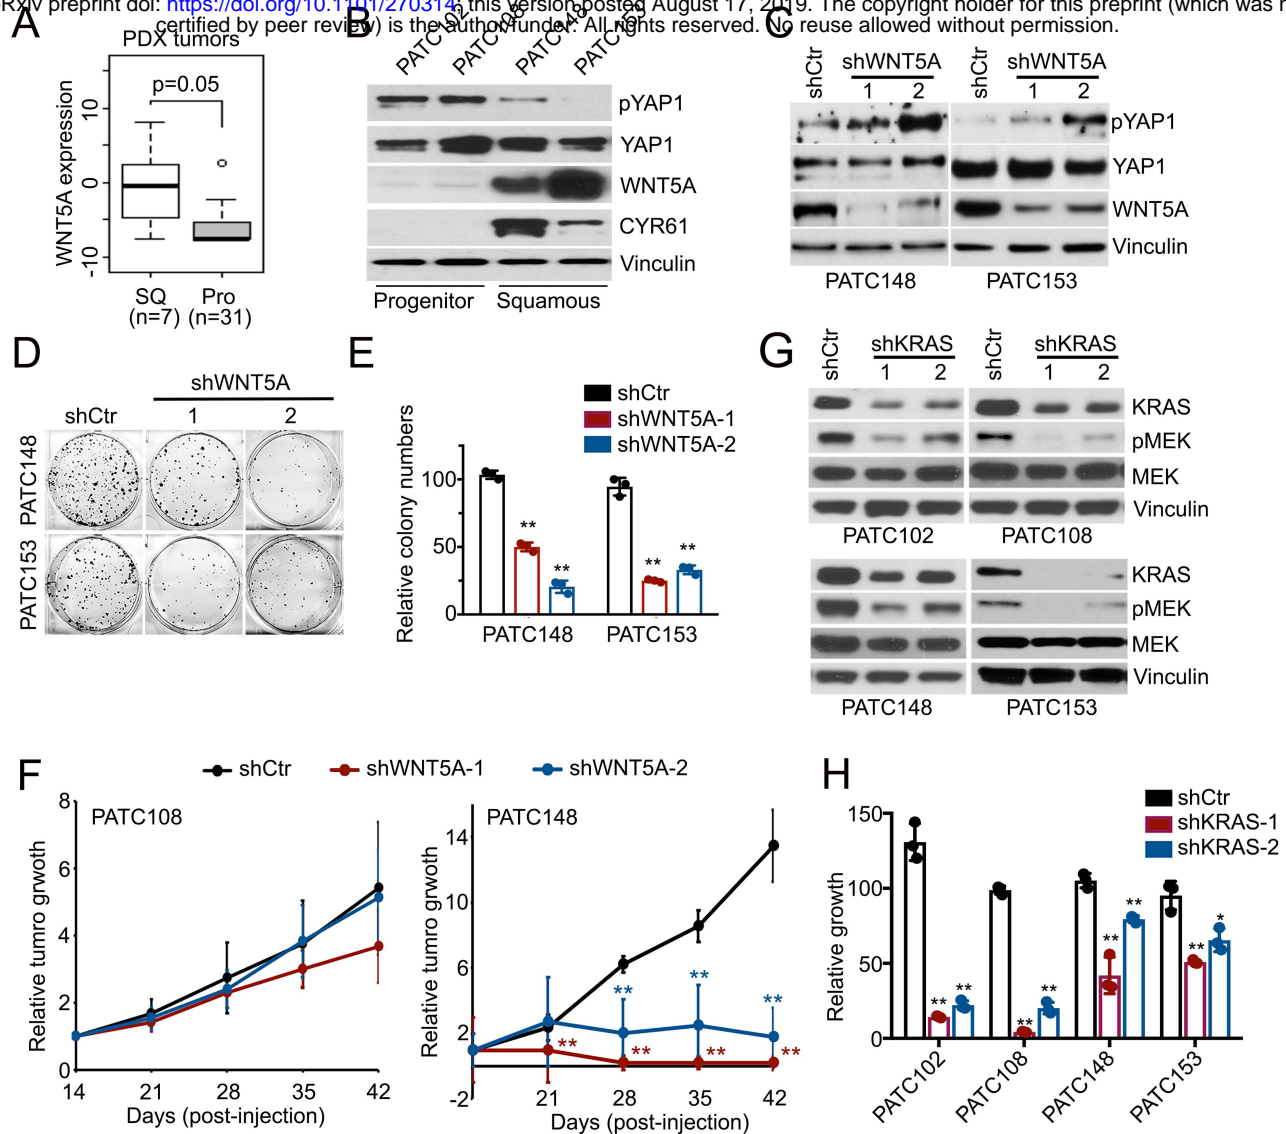 oRxiv preprint doi: https://doi.org/10.1101/270314; this version posted August 17, 2019. The copyright holder for this preprint (which was n
certified by peer review) is the author/funder. All rights reserved. No reuse allowed without permission.
A
PDX tumors
p=0.05
WNT5A expression
10
0
-10
SQ
(n=7)
Pro
(n=31)
B
PATC102
PATC108
PATC148
PATC153
pYAP1
YAP1
WNT5A
CYR61
Vinculin
Progenitor
Squamous
C
shCtr
shWNT5A
1 2
shCtr
shWNT5A
1 2
pYAP1
YAP1
WNT5A
Vinculin
PATC148
PATC153
D
shWNT5A
shCtr
1
2
PATC148
PATC153
E
shCtr
shWNT5A-1
shWNT5A-2
Relative colony numbers
100
50
0
**
**
**
**
PATC148
PATC153
G
shCtr
shKRAS
1 2
shCtr
shKRAS
1 2
KRAS
pMEK
MEK
Vinculin
PATC102
PATC108
KRAS
pMEK
MEK
Vinculin
PATC148
PATC153
F
shCtr
shWNT5A-1
shWNT5A-2
PATC108
Relative tumro grwoth
8
6
4
2
0
14 21 28 35 42
Days (post-injection)
PATC148
Relative tumro grwoth
14
10
6
2
-2
** ** **
** ** ** **
21 28 35 42
Days (post-injection)
H
shCtr
shKRAS-1
shKRAS-2
Relative growth
150
100
50
0
** **
** **
** **
** *
PATC102
PATC108
PATC148
PATC153